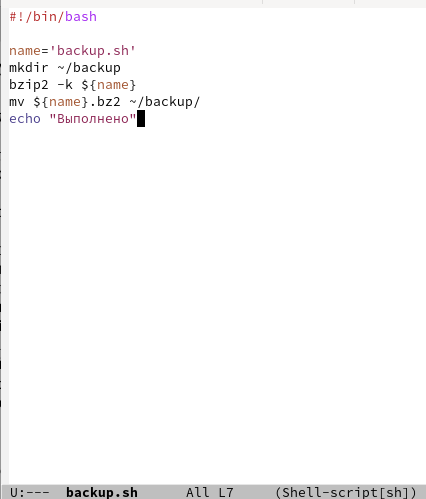 #!/bin/bash
name='backup.sh'
mkdir ~/backup
bzip2 -k ${name}
mv ${name}.bz2 ~/backup/
echo "Выполнено"
U:--- backup.sh All L7 (Shell-script[sh])